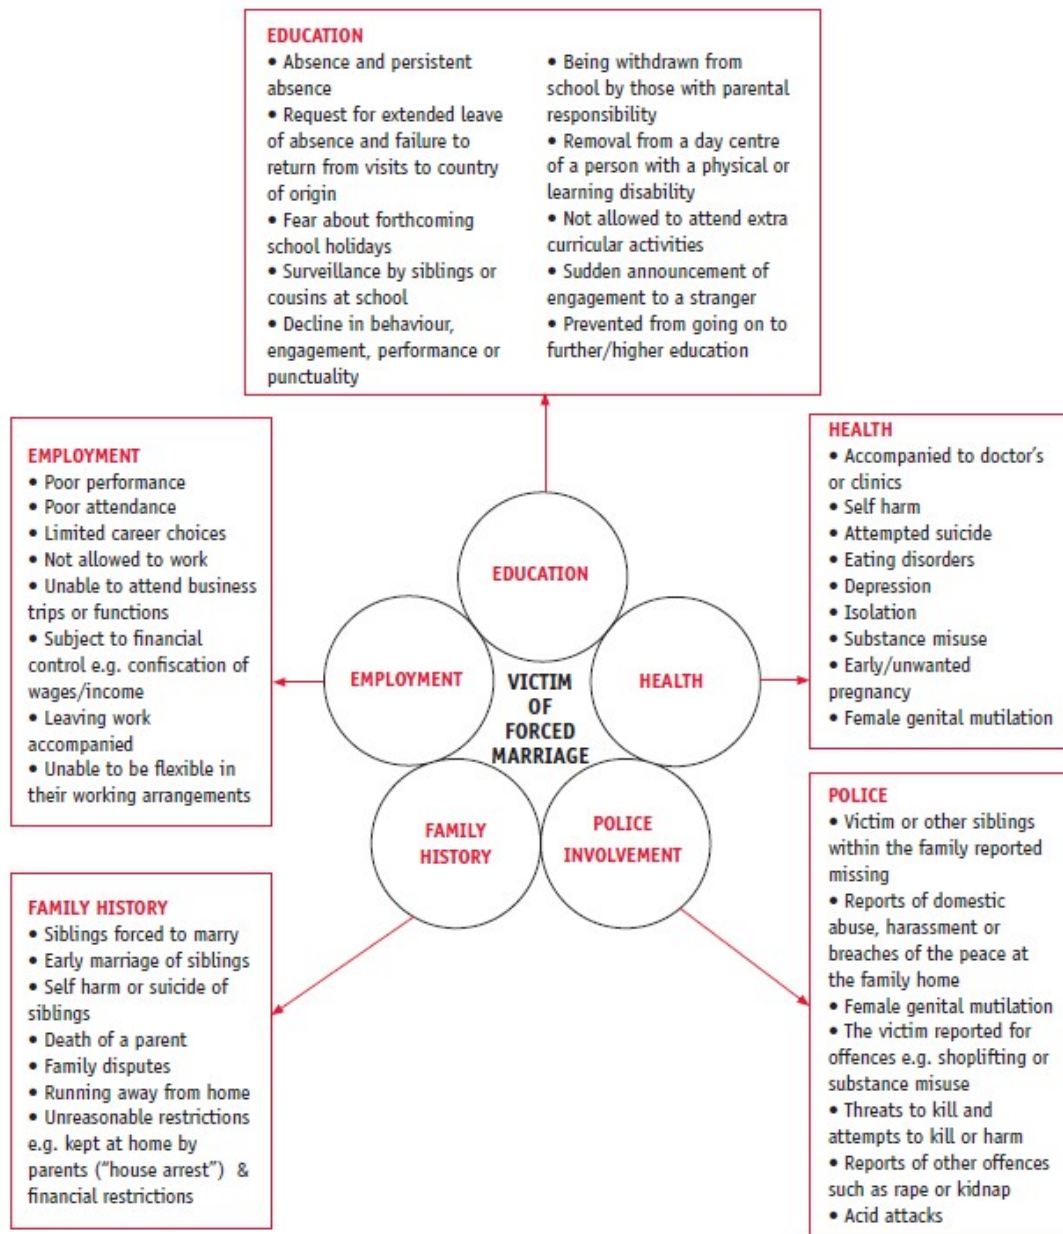 EDUCATION
• Absence and persistent
absence
• Request for extended leave
of absence and failure to
return from visits to country
of origin
• Fear about forthcoming
school holidays
• Surveillance by siblings or
cousins at school
• Decline in behaviour,
engagement, performance or
punctuality
• Being withdrawn from
school by those with parental
responsibility
• Removal from a day centre
of a person with a physical or
learning disability
• Not allowed to attend extra
curricular activities
• Sudden announcement of
engagement to a stranger
• Prevented from going on to
further/higher education
EMPLOYMENT
• Poor performance
• Poor attendance
• Limited career choices
• Not allowed to work
• Unable to attend business
trips or functions
• Subject to financial
control e.g. confiscation of
wages/income
• Leaving work
accompanied
• Unable to be flexible in
their working arrangements
EDUCATION
EMPLOYMENT
VICTIM
OF
FORCED
MARRIAGE
HEALTH
FAMILY
HISTORY
POLICE
INVOLVEMENT
HEALTH
• Accompanied to doctor's
or clinics
• Self harm
• Attempted suicide
• Eating disorders
• Depression
• Isolation
• Substance misuse
• Early/unwanted
pregnancy
• Female genital mutilation
FAMILY HISTORY
• Siblings forced to marry
• Early marriage of siblings
• Self harm or suicide of
siblings
• Death of a parent
• Family disputes
• Running away from home
• Unreasonable restrictions
e.g. kept at home by
parents ("house arrest") &
financial restrictions
POLICE
• Victim or other siblings
within the family reported
missing
• Reports of domestic
abuse, harassment or
breaches of the peace at
the family home
• Female genital mutilation
• The victim reported for
offences e.g. shoplifting or
substance misuse
• Threats to kill and
attempts to kill or harm
• Reports of other offences
such as rape or kidnap
• Acid attacks